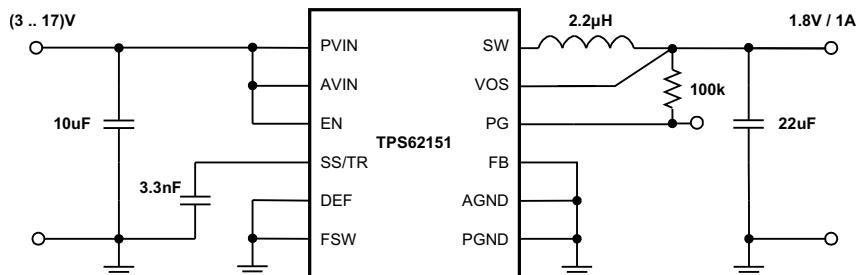 (3 .. 17)V
2.2µH
1.8V / 1A
PVIN
SW
AVIN
VOS
100k
10uF
EN
PG
22uF
TPS62151
SS/TR
FB
3.3nF
DEF
AGND
FSW
PGND